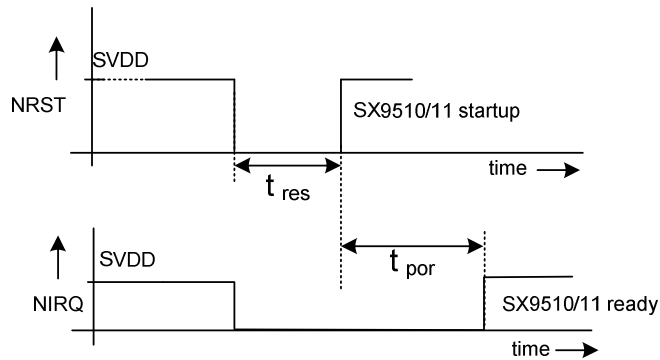 SVDD
NRST
SX9510/11 startup
time
t res
SVDD
t por
NIRQ
SX9510/11 ready
time